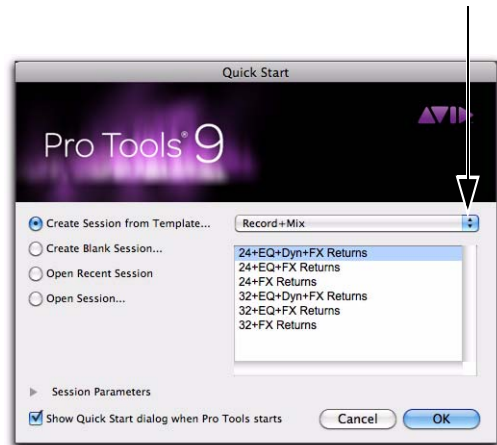 Quick Start
AVID
Pro Tools® 9
Create Session from Template...
Record+Mix
Create Blank Session...
Open Recent Session
Open Session...
24+EQ+Dyn+FX Returns
24+EQ+FX Returns
24+FX Returns
32+EQ+Dyn+FX Returns
32+EQ+FX Returns
32+FX Returns
Session Parameters
Show Quick Start dialog when Pro Tools starts
Cancel
OK